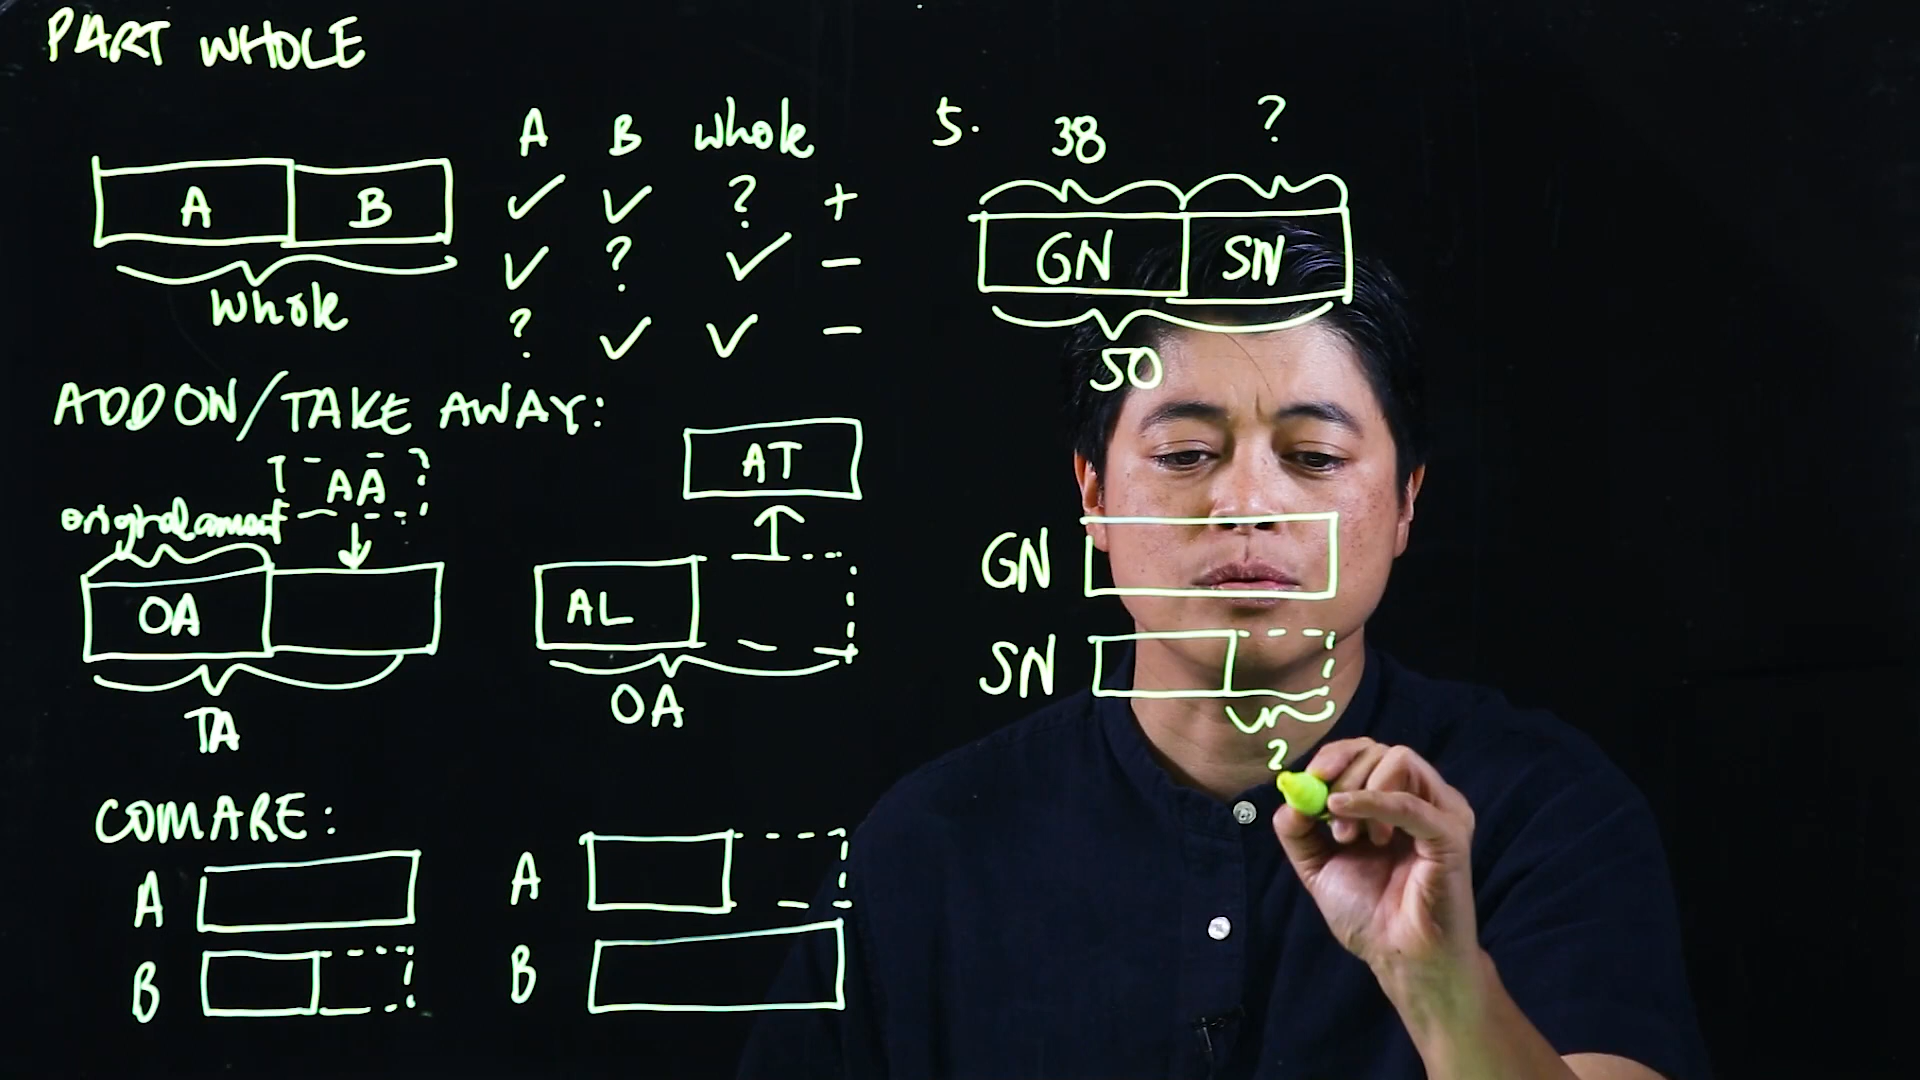 PART WHOLE
A B whole
✓ ✓ ? +
✓ ? ✓ −
? ✓ ✓ −
A B
whole
ADD ON/TAKE AWAY:
AA
original amount
OA
TA
AT
AL
OA
COMARE:
A
B
A
B
5. 38 ?
GN SN
50
GN
SN
2